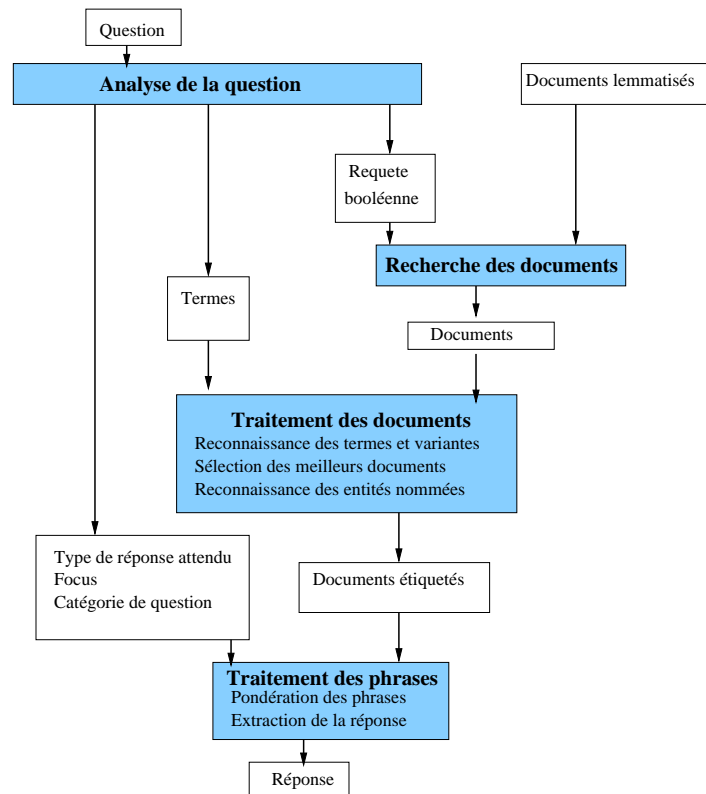 Question
Analyse de la question
Documents lemmatisés
Requete
booléenne
Recherche des documents
Termes
Documents
Traitement des documents
Reconnaissance des termes et variantes
Sélection des meilleurs documents
Reconnaissance des entités nommées
Type de réponse attendu
Focus
Catégorie de question
Documents étiquetés
Traitement des phrases
Pondération des phrases
Extraction de la réponse
Réponse